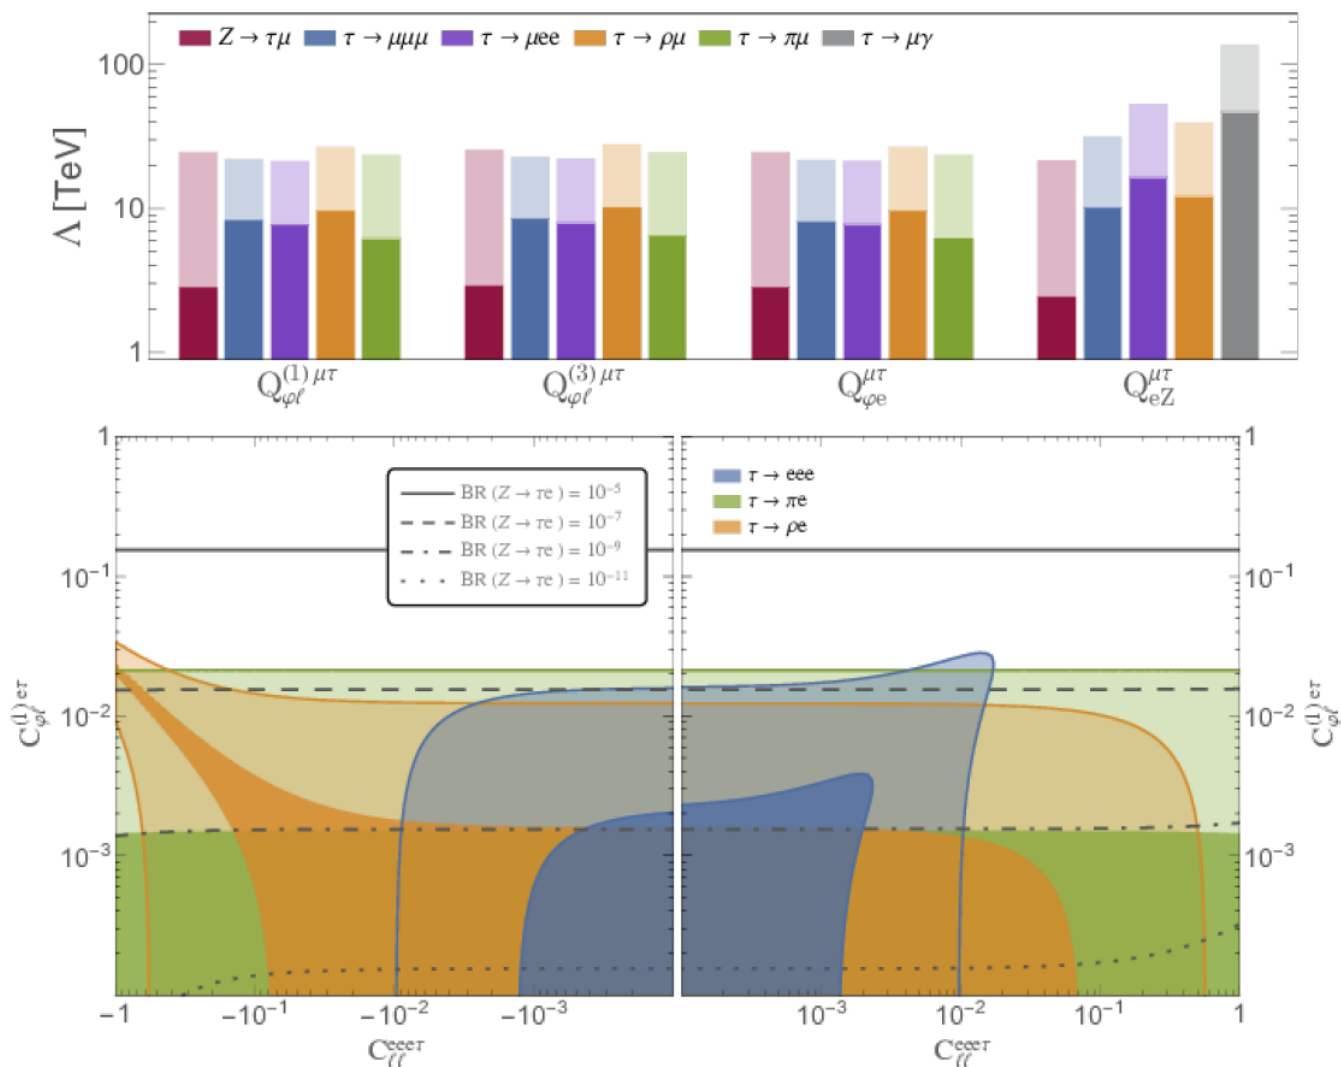 Z → τμ τ → μμμ τ → μee τ → ρμ τ → πμ τ → μγ
Λ [TeV]
100
10
1
Q_{φℓ}^{(1) μτ} Q_{φℓ}^{(3) μτ} Q_{φe}^{μτ} Q_{eZ}^{μτ}
BR (Z → τe) = 10^{−5}
BR (Z → τe) = 10^{−7}
BR (Z → τe) = 10^{−9}
BR (Z → τe) = 10^{−11}
τ → eee
τ → πe
τ → ρe
C_{φℓ}^{(1) eτ}
1
10^{−1}
10^{−2}
10^{−3}
1
10^{−1}
10^{−2}
10^{−3}
C_{φℓ}^{(1) eτ}
−1 −10^{−1} −10^{−2} −10^{−3} 10^{−3} 10^{−2} 10^{−1} 1
C_{ℓℓ}^{eeeτ} C_{ℓℓ}^{eeeτ}